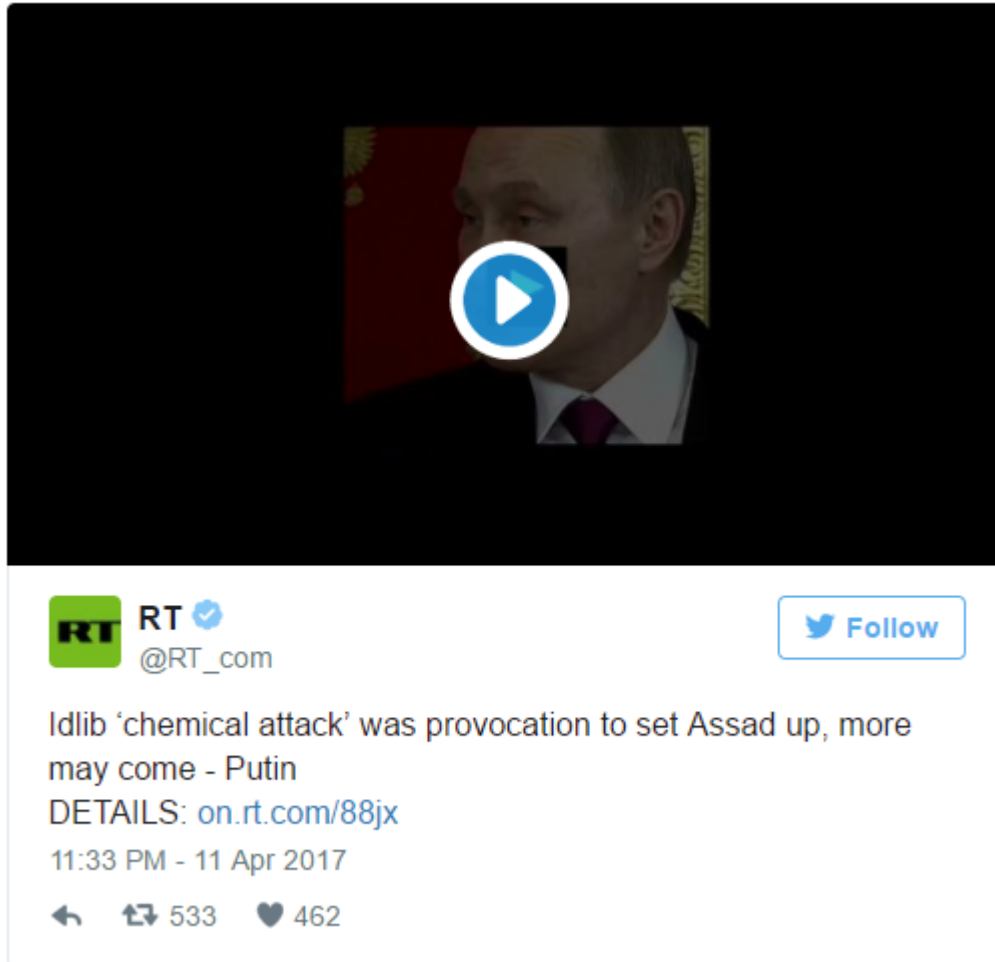 RT
RT
@RT_com
Follow
Idlib ‘chemical attack’ was provocation to set Assad up, more
may come - Putin
DETAILS: on.rt.com/88jx
11:33 PM - 11 Apr 2017
533 462